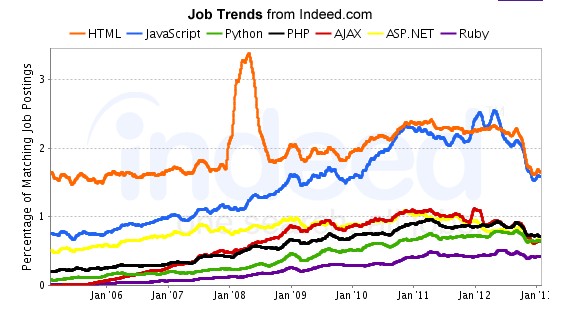 Job Trends from Indeed.com
HTML JavaScript Python PHP AJAX ASP.NET Ruby
Percentage of Matching Job Postings
3
2
1
0
indeed
Jan'06 Jan'07 Jan'08 Jan'09 Jan'10 Jan'11 Jan'12 Jan'1